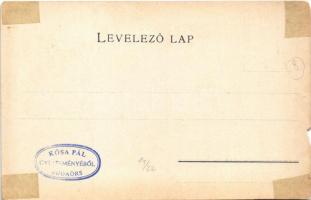 LEVELEZŐ LAP
KÓSA PÁL
GYŰJTEMÉNYÉBŐL
BUDAÖRS